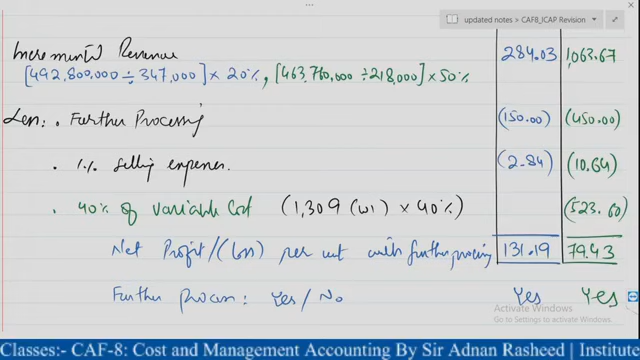 updated notes > CAF8_ICAP Revision
Incremental Revenue 284.03 1,063.67
[492,800,000 ÷ 347,000] × 20%, [463,760,000 ÷ 218,000] × 50%
Less: • Further Processing (150.00) (450.00)
• 1% Selling expenses. (2.84) (10.64)
• 40% of Variable Cost (1,309 (W1) × 40%) (523.60)
Net Profit/(loss) per unit with further processing 131.19 79.43
Further process: Yes / No Yes Yes
Activate Windows
Go to Settings to activate Windows.
Classes:- CAF-8: Cost and Management Accounting By Sir Adnan Rasheed | Institute